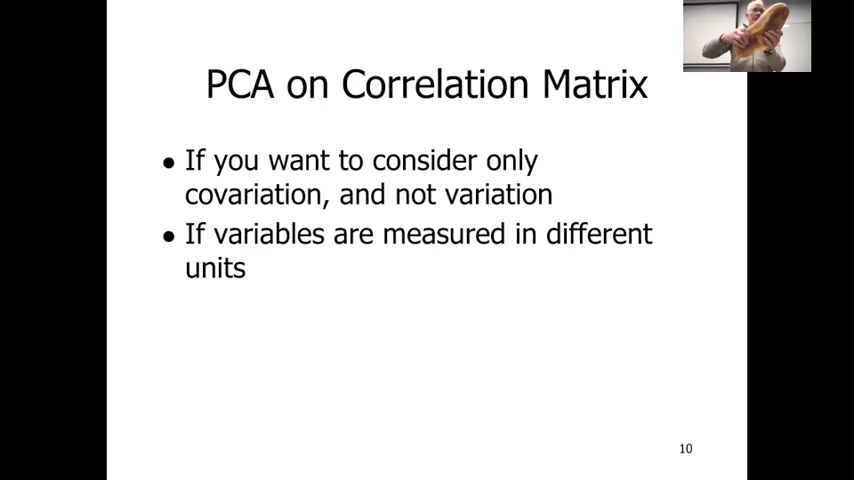 PCA on Correlation Matrix
● If you want to consider only
covariation, and not variation
● If variables are measured in different
units
10